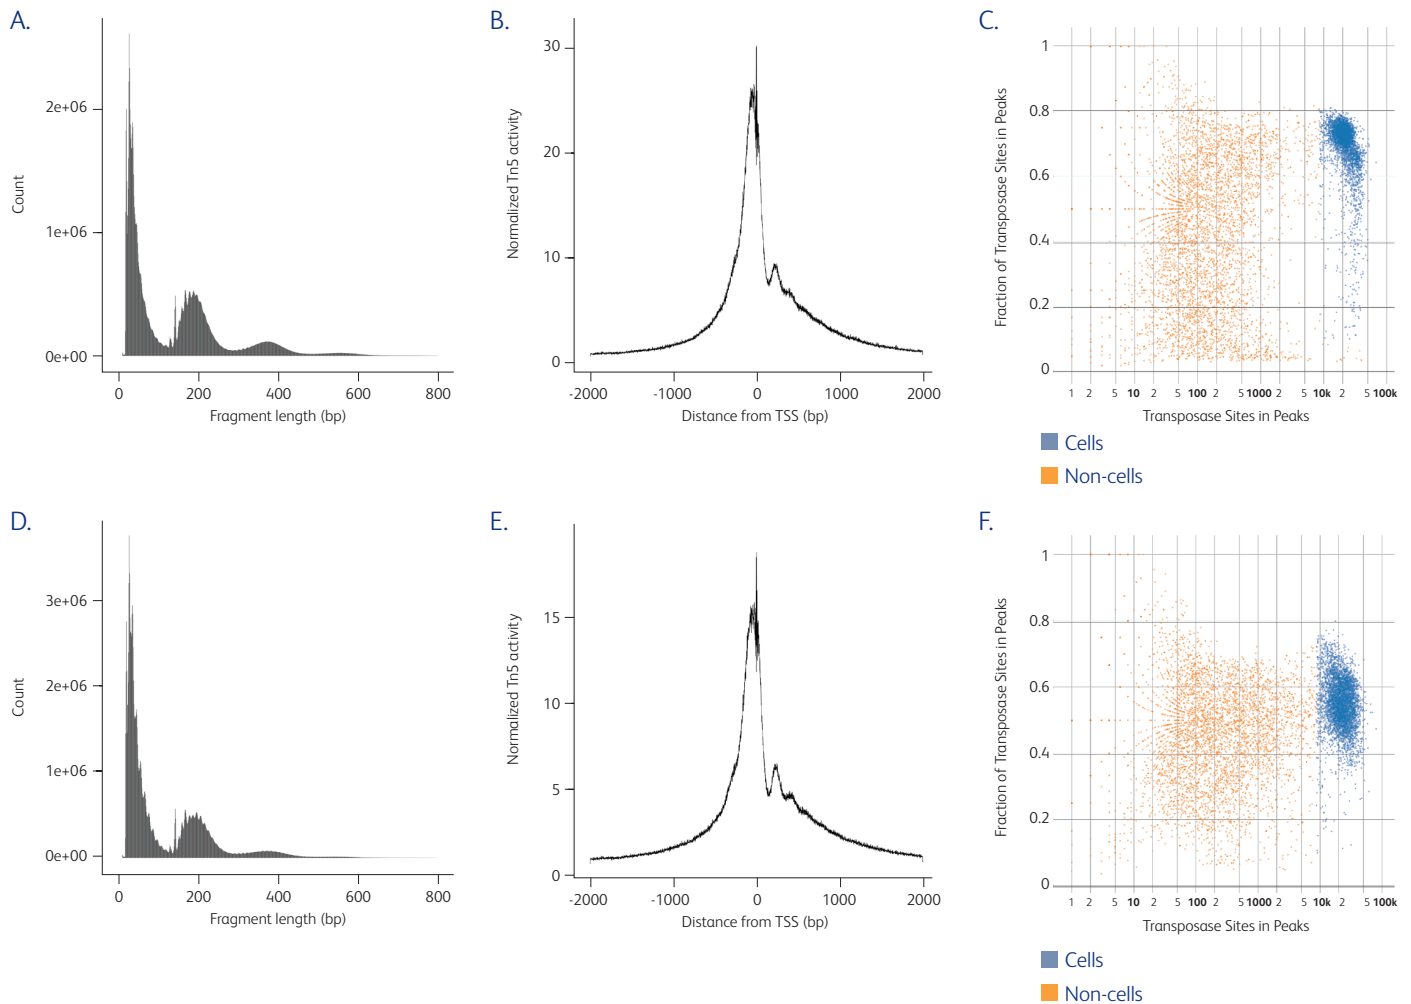 A.
Count
2e+06
1e+06
0e+00
0 200 400 600 800
Fragment length (bp)
B.
Normalized Tn5 activity
30
20
10
0
-2000 -1000 0 1000 2000
Distance from TSS (bp)
C.
Fraction of Transposase Sites in Peaks
1
0.8
0.6
0.4
0.2
0
1 2 5 10 2 5 100 2 5 1000 2 5 10k 2 5 100k
Transposase Sites in Peaks
Cells
Non-cells
D.
Count
3e+06
2e+06
1e+06
0e+00
0 200 400 600 800
Fragment length (bp)
E.
Normalized Tn5 activity
15
10
5
0
-2000 -1000 0 1000 2000
Distance from TSS (bp)
F.
Fraction of Transposase Sites in Peaks
1
0.8
0.6
0.4
0.2
0
1 2 5 10 2 5 100 2 5 1000 2 5 10k 2 5 100k
Transposase Sites in Peaks
Cells
Non-cells